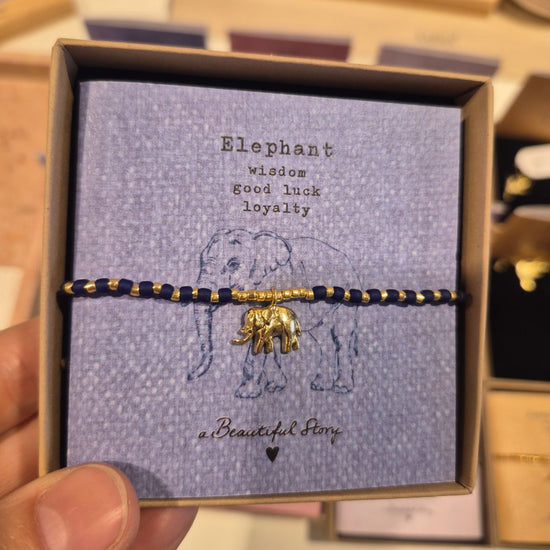 Elephant
wisdom
good luck
loyalty
a Beautiful Story